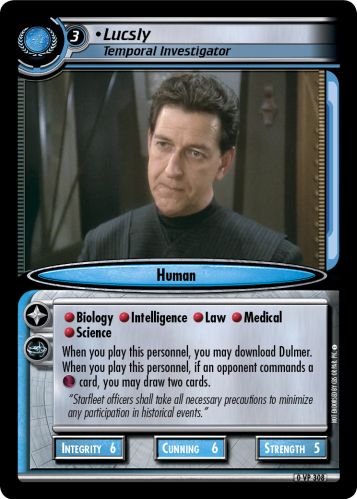 3
•Lucsly
Temporal Investigator
Human
Biology Intelligence Law Medical
Science
When you play this personnel, you may download Dulmer.
When you play this personnel, if an opponent commands a
card, you may draw two cards.
"Starfleet officers shall take all necessary precautions to minimize
any participation in historical events."
INTEGRITY 6 CUNNING 6 STRENGTH 5
0 VP 308